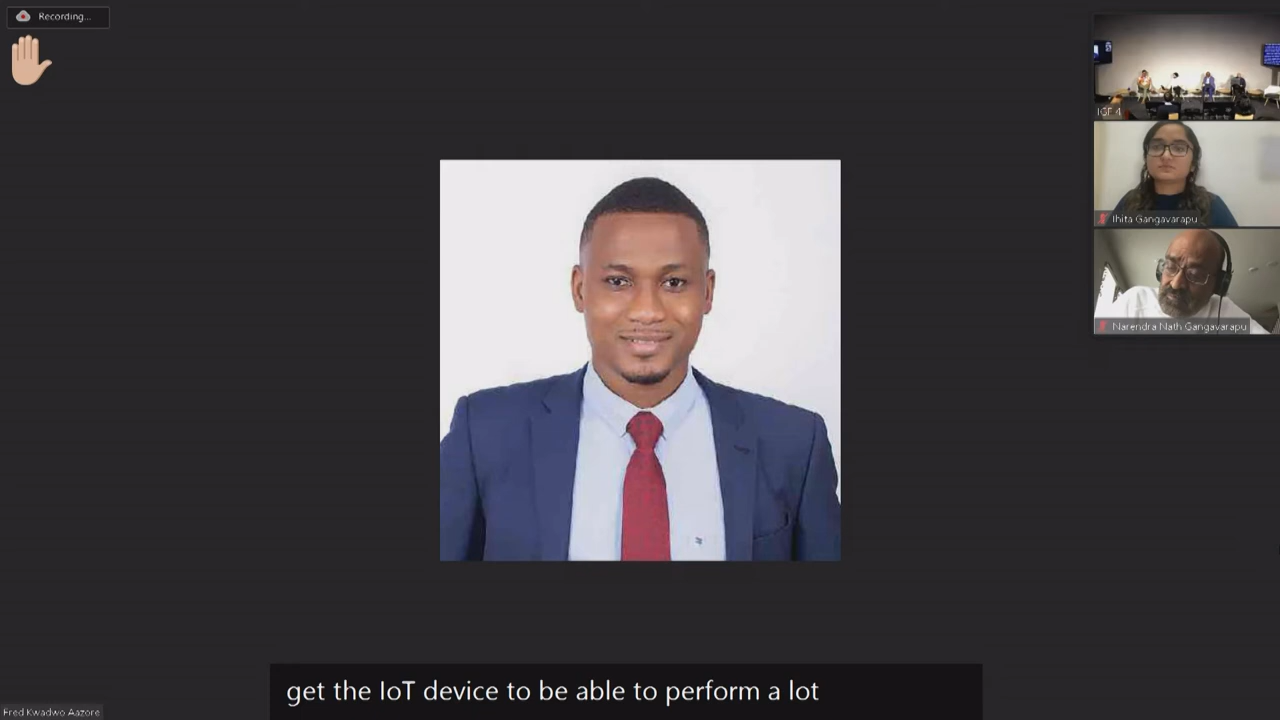 Recording...
IGF 4
Ihita Gangavarapu
Narendra Nath Gangavarapu
get the IoT device to be able to perform a lot
Fred Kwadwo Aazore